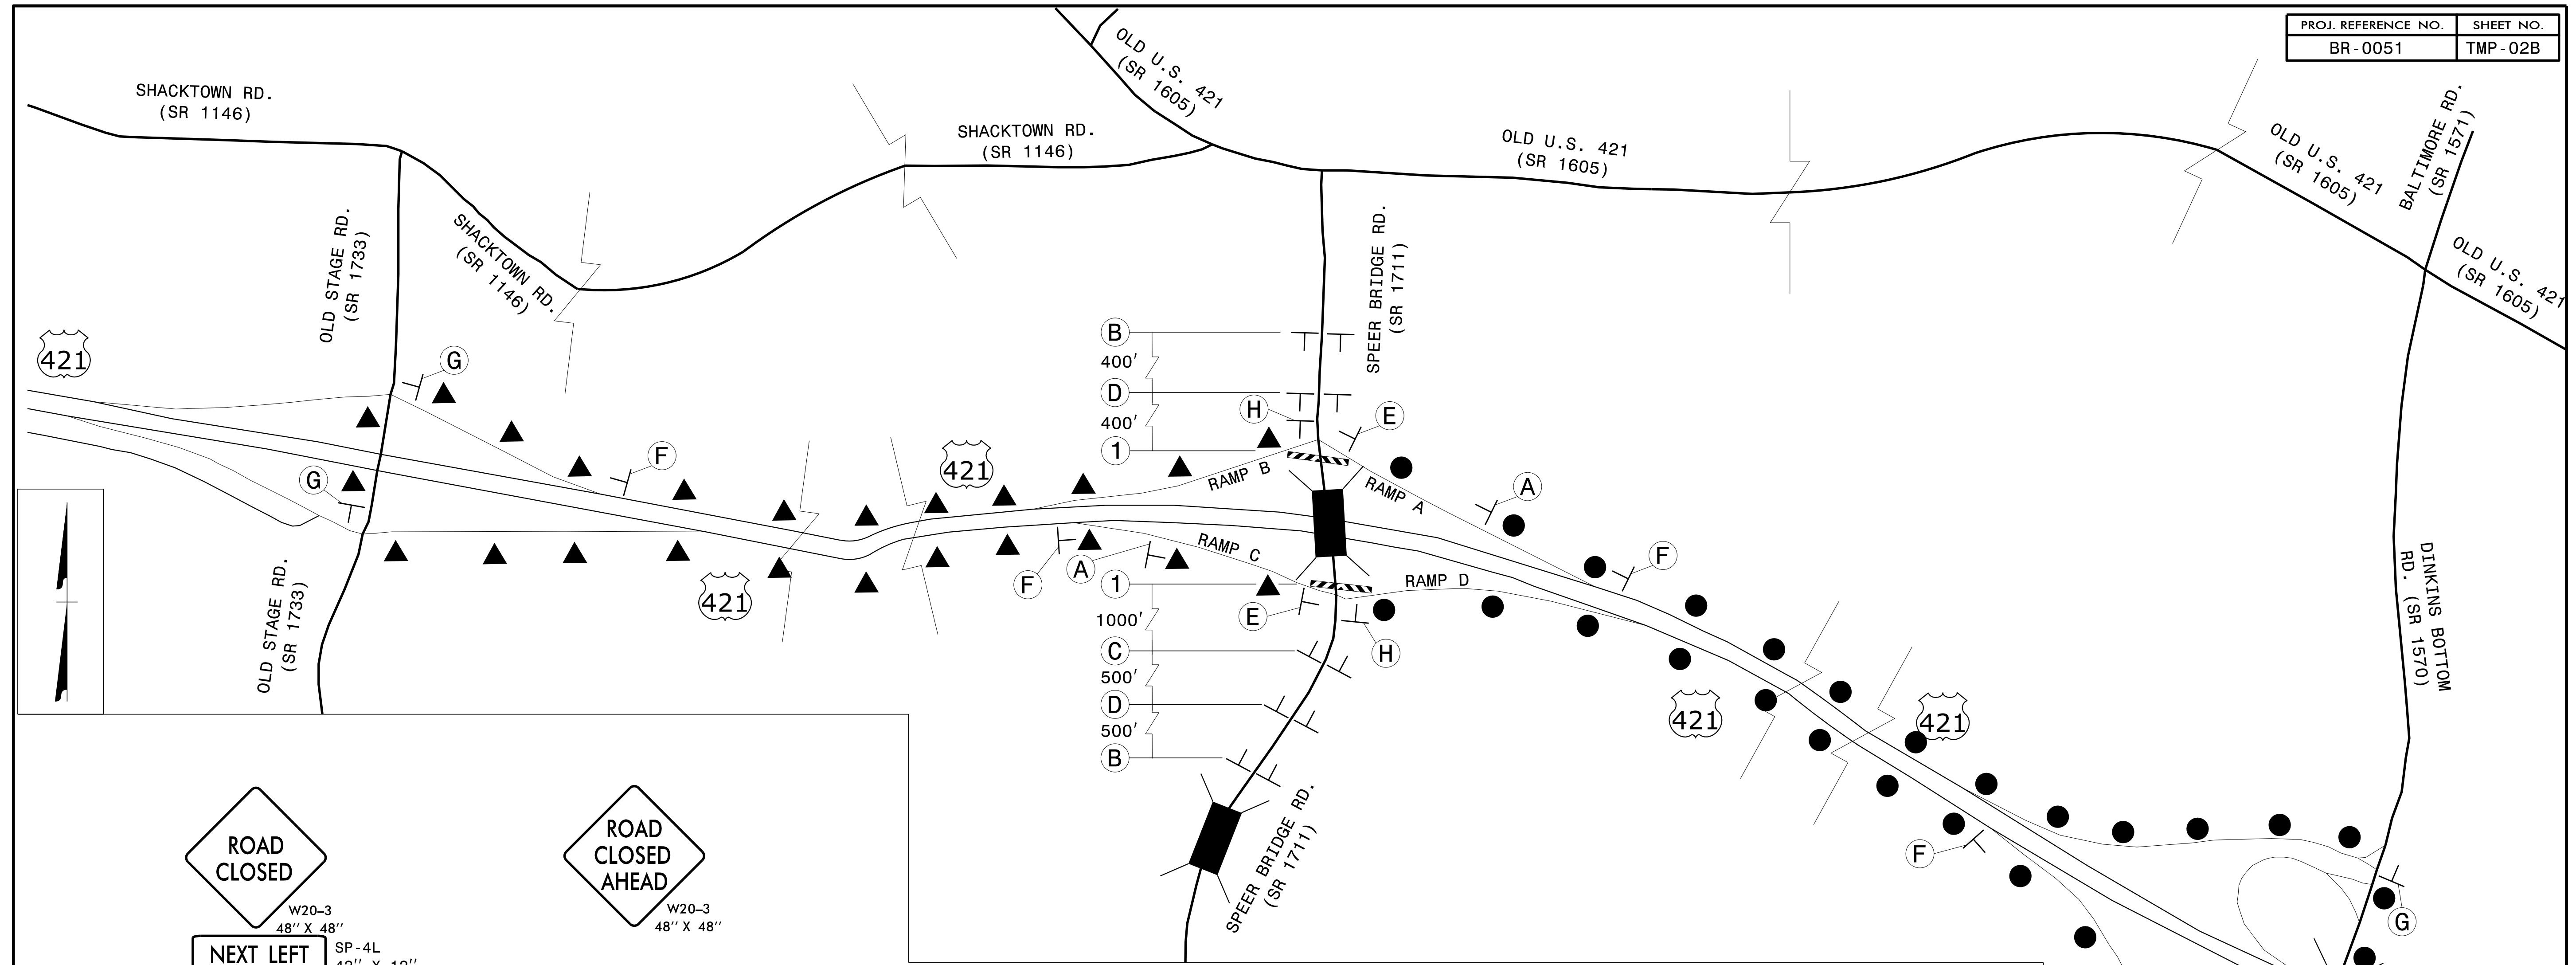 PROJ. REFERENCE NO.
SHEET NO.
BR-0051
TMP-02B
OLD U.S. 421
(SR 1605)
SHACKTOWN RD.
(SR 1146)
SHACKTOWN RD.
(SR 1146)
OLD U.S. 421
(SR 1605)
OLD U.S. 421
(SR 1605)
BALTIMORE RD.
(SR 1571)
OLD U.S. 421
(SR 1605)
OLD STAGE RD.
(SR 1733)
SHACKTOWN RD.
(SR 1146)
SPEER BRIDGE RD.
(SR 1711)
421
G
B
400'
D
400'
1
H
E
F
G
421
RAMP B
RAMP A
A
F
RAMP C
RAMP D
F
A
1
1000'
C
500'
D
500'
B
E
H
421
OLD STAGE RD.
(SR 1733)
DINKINS BOTTOM
RD. (SR 1570)
421
421
F
G
SPEER BRIDGE RD.
(SR 1711)
ROAD
CLOSED
W20-3
48" X 48"
NEXT LEFT
SP-4L
ROAD
CLOSED
AHEAD
W20-3
48" X 48"